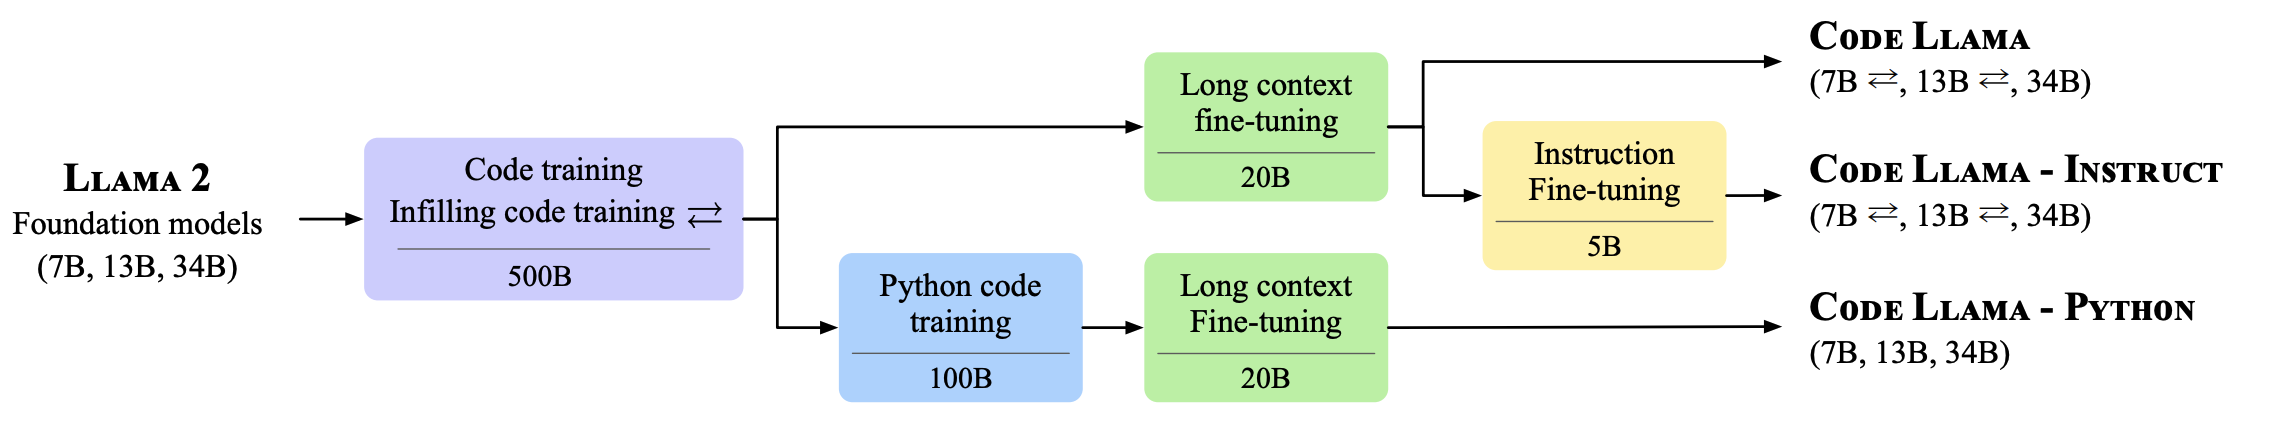 LLAMA 2
Foundation models
(7B, 13B, 34B)
Code training
Infilling code training ⇄
500B
Python code
training
100B
Long context
fine-tuning
20B
Long context
Fine-tuning
20B
Instruction
Fine-tuning
5B
CODE LLAMA
(7B ⇄, 13B ⇄, 34B)
CODE LLAMA - INSTRUCT
(7B ⇄, 13B ⇄, 34B)
CODE LLAMA - PYTHON
(7B, 13B, 34B)